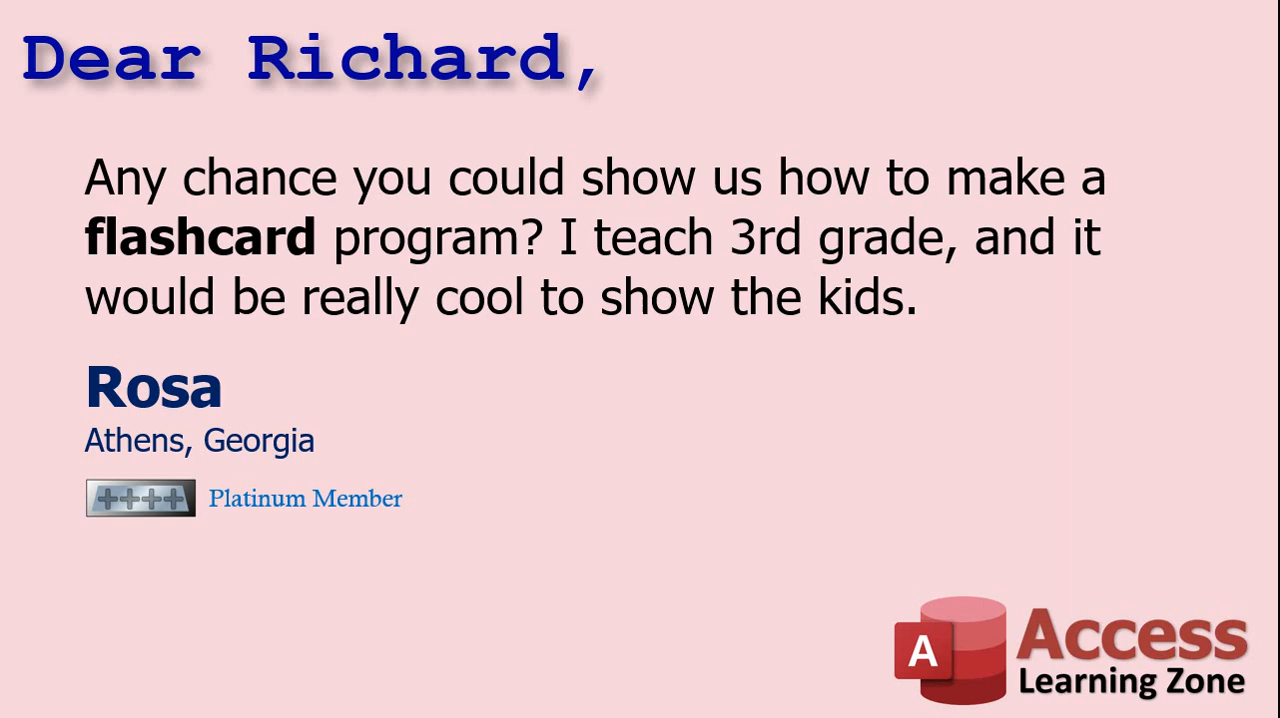 Dear Richard,
Any chance you could show us how to make a
flashcard program? I teach 3rd grade, and it
would be really cool to show the kids.
Rosa
Athens, Georgia
++++ Platinum Member
A Access
Learning Zone